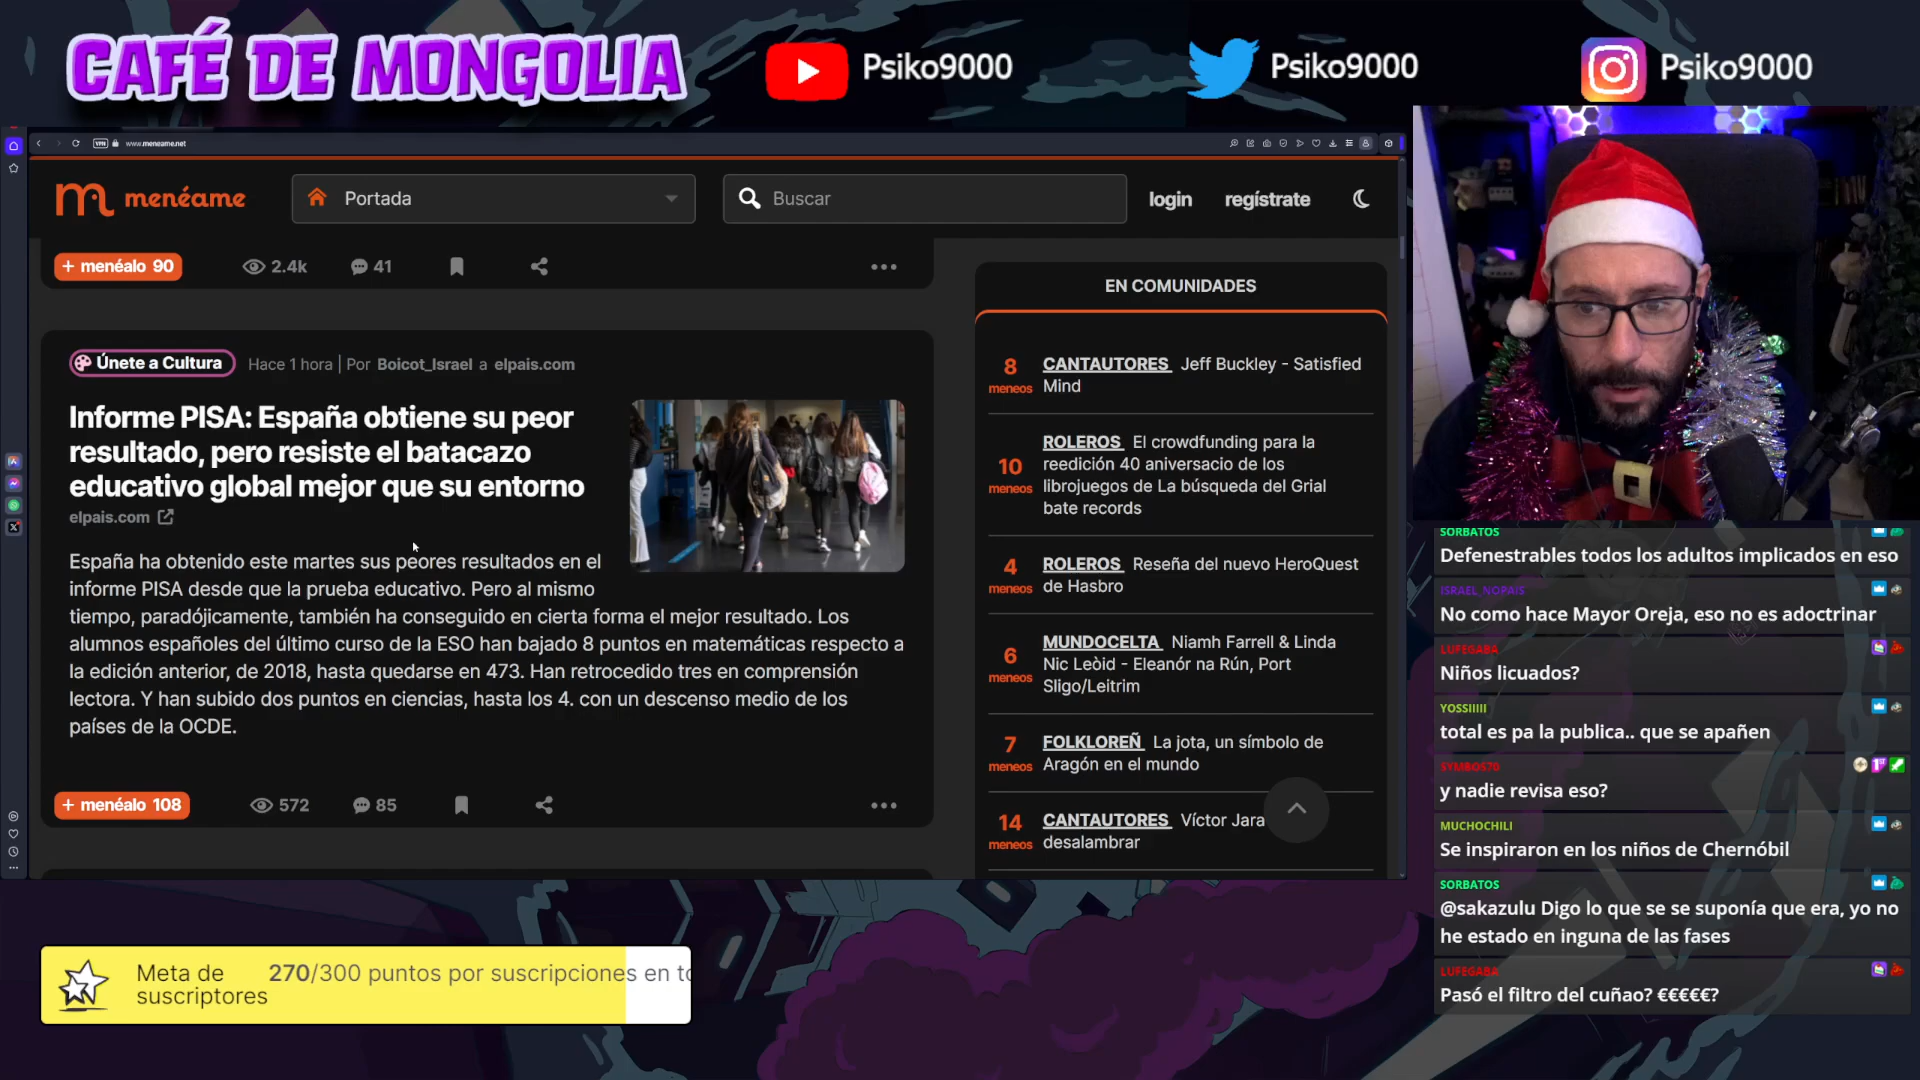 CAFÉ DE MONGOLIA
Psiko9000
Psiko9000
Psiko9000
VPN
www.meneame.net
menéame
Portada
Buscar
login
regístrate
+ menéalo 90
2.4k
41
Únete a Cultura
Hace 1 hora | Por Boicot_Israel a elpais.com
Informe PISA: España obtiene su peor
resultado, pero resiste el batacazo
educativo global mejor que su entorno
elpais.com
España ha obtenido este martes sus peores resultados en el
informe PISA desde que la prueba educativo. Pero al mismo
tiempo, paradójicamente, también ha conseguido en cierta forma el mejor resultado. Los
alumnos españoles del último curso de la ESO han bajado 8 puntos en matemáticas respecto a
la edición anterior, de 2018, hasta quedarse en 473. Han retrocedido tres en comprensión
lectora. Y han subido dos puntos en ciencias, hasta los 4. con un descenso medio de los
países de la OCDE.
+ menéalo 108
572
85
EN COMUNIDADES
8
meneos
CANTAUTORES Jeff Buckley - Satisfied
Mind
10
meneos
ROLEROS El crowdfunding para la
reedición 40 aniversacio de los
librojuegos de La búsqueda del Grial
bate records
4
meneos
ROLEROS Reseña del nuevo HeroQuest
de Hasbro
6
meneos
MUNDOCELTA Niamh Farrell & Linda
Nic Leòid - Eleanór na Rún, Port
Sligo/Leitrim
7
meneos
FOLKLOREÑ La jota, un símbolo de
Aragón en el mundo
14
meneos
CANTAUTORES Víctor Jara
desalambrar
SORBATOS
Defenestrables todos los adultos implicados en eso
ISRAEL_NOPAIS
No como hace Mayor Oreja, eso no es adoctrinar
LUFEGABA
Niños licuados?
YOSSIIIII
total es pa la publica.. que se apañen
SYMBOS70
y nadie revisa eso?
MUCHOCHILI
Se inspiraron en los niños de Chernóbil
SORBATOS
@sakazulu Digo lo que se se suponía que era, yo no
he estado en inguna de las fases
LUFEGABA
Pasó el filtro del cuñao? €€€€€?
Meta de
suscriptores
270/300 puntos por suscripciones en to